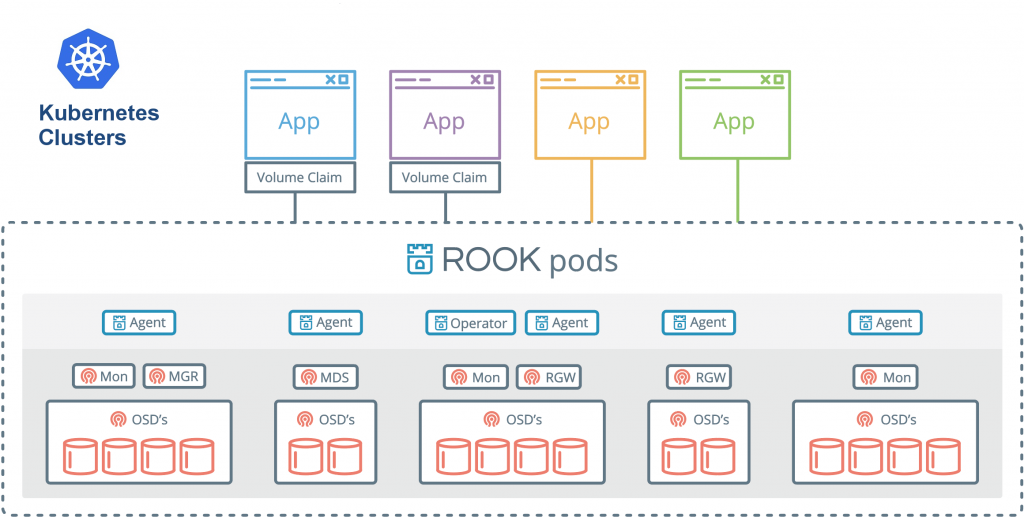 Kubernetes
Clusters
App
App
App
App
Volume Claim
Volume Claim
ROOK pods
Agent
Agent
Operator
Agent
Agent
Agent
Mon
MGR
MDS
Mon
RGW
RGW
Mon
OSD's
OSD's
OSD's
OSD's
OSD's